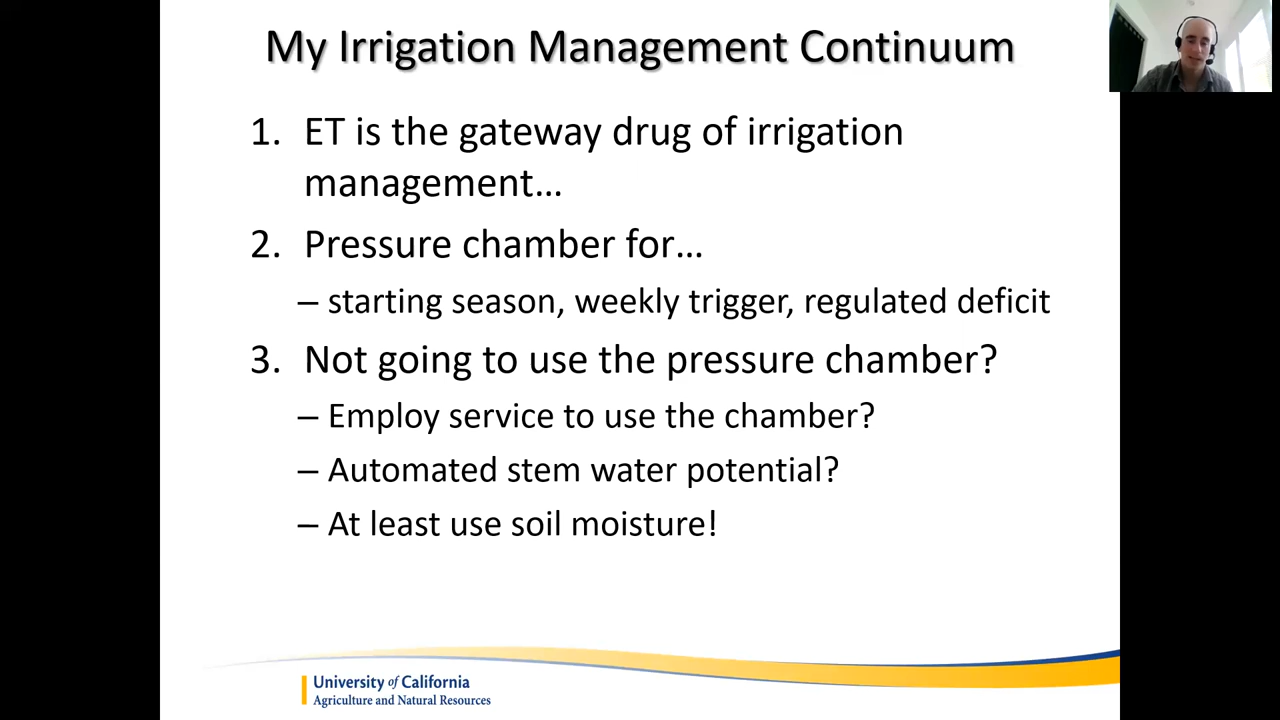 My Irrigation Management Continuum
1. ET is the gateway drug of irrigation
management…
2. Pressure chamber for…
– starting season, weekly trigger, regulated deficit
3. Not going to use the pressure chamber?
– Employ service to use the chamber?
– Automated stem water potential?
– At least use soil moisture!
University of California
Agriculture and Natural Resources